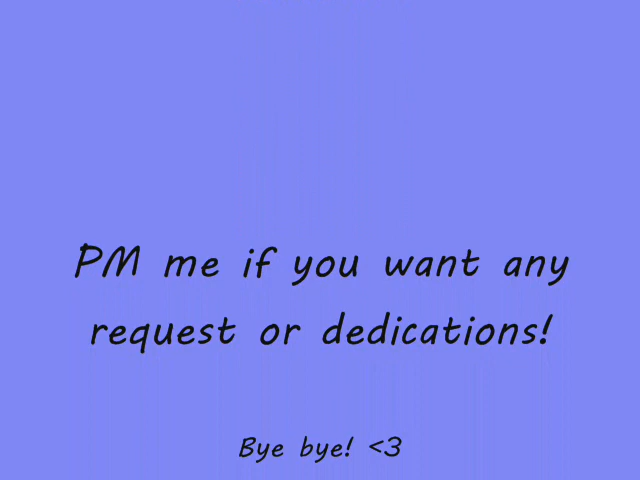 PM me if you want any
request or dedications!
Bye bye! <3